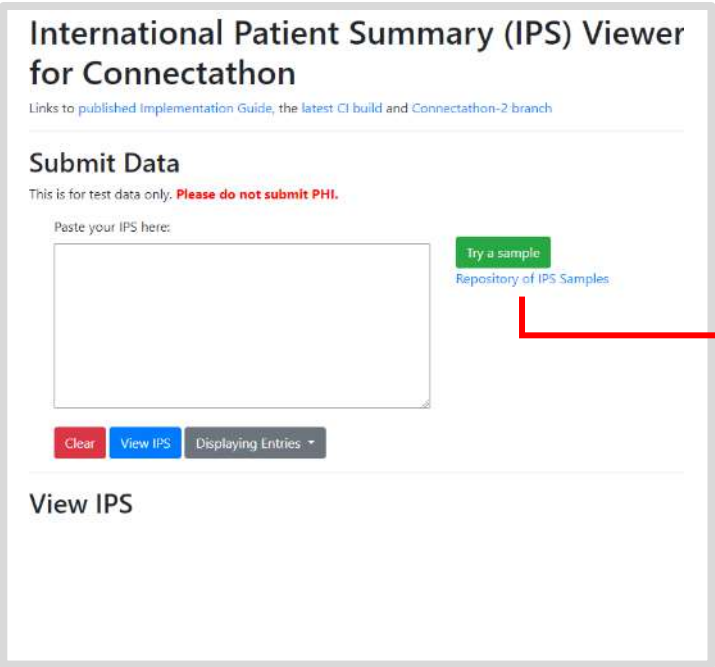 International Patient Summary (IPS) Viewer
for Connectathon
Links to published Implementation Guide, the latest CI build and Connectathon-2 branch
Submit Data
This is for test data only. Please do not submit PHI.
Paste your IPS here:
Try a sample
Repository of IPS Samples
Clear View IPS Displaying Entries
View IPS